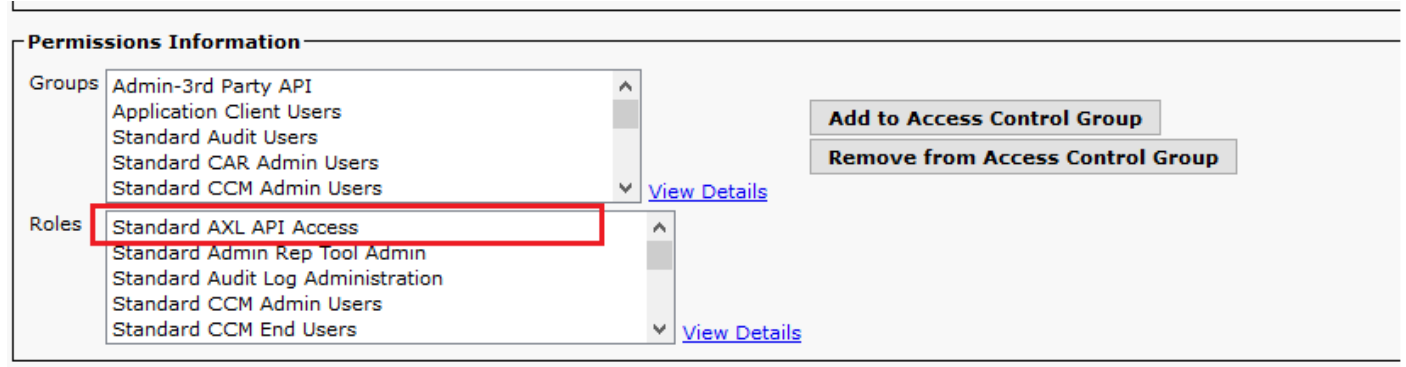 Permissions Information
Groups
Admin-3rd Party API
Application Client Users
Standard Audit Users
Standard CAR Admin Users
Standard CCM Admin Users
View Details
Add to Access Control Group
Remove from Access Control Group
Roles
Standard AXL API Access
Standard Admin Rep Tool Admin
Standard Audit Log Administration
Standard CCM Admin Users
Standard CCM End Users
View Details